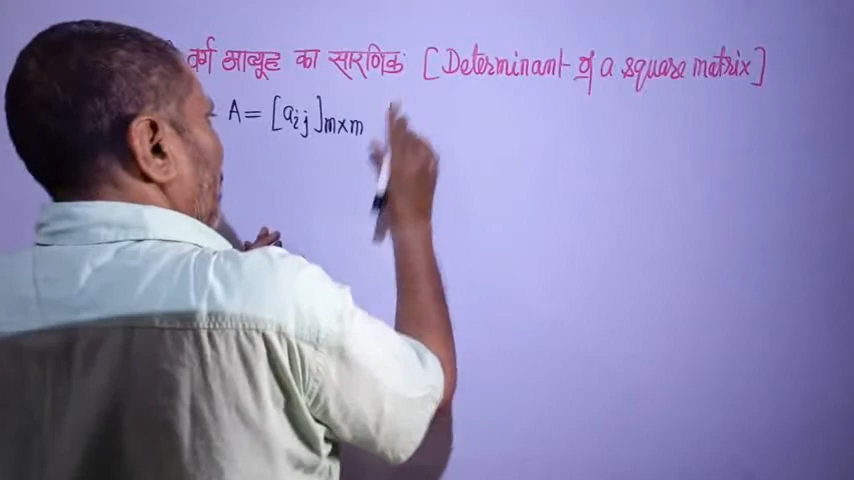 वर्ग आव्यूह का सारणिक [Determinant of a square matrix]
A = [aij]m×m